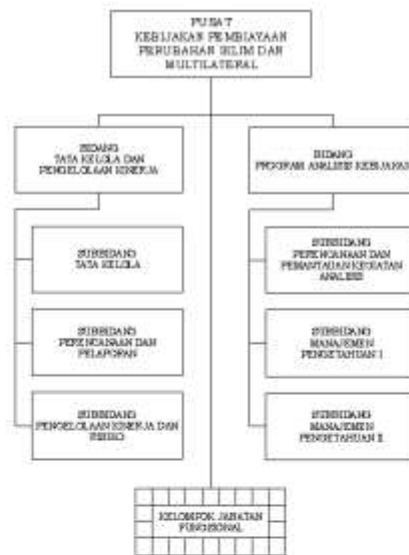 PUSAT
KEBIJAKAN PEMBIAYAAN
PERUBAHAN IKLIM DAN
MULTILATERAL
BIDANG
TATA KELOLA DAN
PENGELOLAAN KINERJA
BIDANG
PROGRAM ANALISIS KEBIJAKAN
SUBBIDANG
TATA KELOLA
SUBBIDANG
PERENCANAAN DAN
PEMANTAUAN KEGIATAN
ANALISIS
SUBBIDANG
PERENCANAAN DAN
PELAPORAN
SUBBIDANG
MANAJEMEN
PENGETAHUAN I
SUBBIDANG
PENGELOLAAN KINERJA DAN
RISIKO
SUBBIDANG
MANAJEMEN
PENGETAHUAN II
KELOMPOK JABATAN
FUNGSIONAL